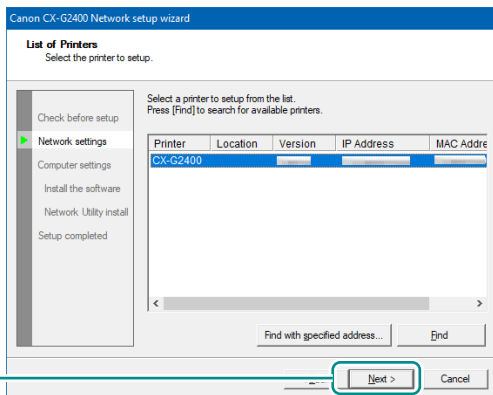 Canon CX-G2400 Network setup wizard
List of Printers
Select the printer to setup.
Check before setup
Network settings
Computer settings
Install the software
Network Utility install
Setup completed
Select a printer to setup from the list.
Press [Find] to search for available printers.
Printer Location Version IP Address MAC Addre
CX-G2400
Find with specified address... Find
Next > Cancel